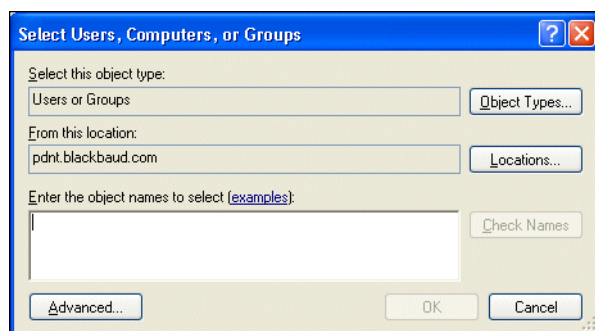 Select Users, Computers, or Groups
Select this object type:
Users or Groups
Object Types...
From this location:
pdnt.blackbaud.com
Locations...
Enter the object names to select (examples):
Check Names
Advanced...
OK
Cancel